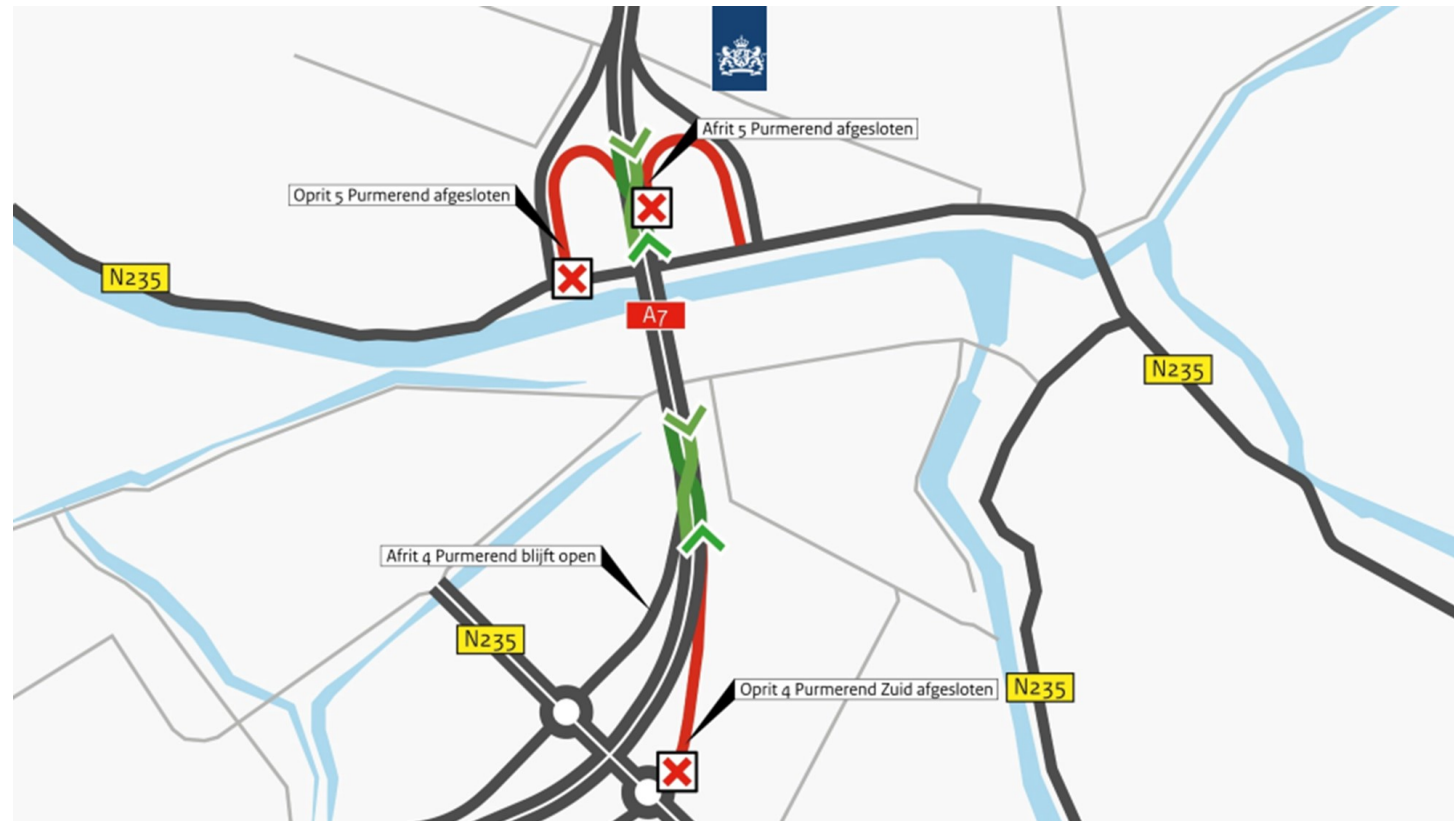 Afrit 5 Purmerend afgesloten
Oprit 5 Purmerend afgesloten
N235
A7
N235
Afrit 4 Purmerend blijft open
N235
Oprit 4 Purmerend Zuid afgesloten
N235